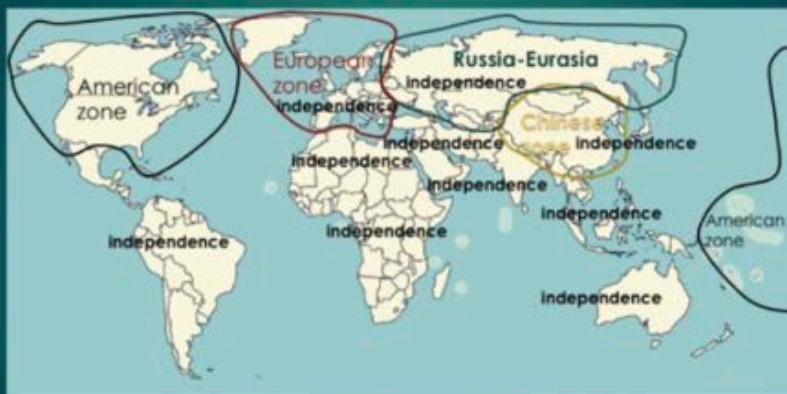 American
zone
European
zone
independence
Russia-Eurasia
independence
Chinese
zone
independence
independence
independence
independence
independence
independence
independence
American
zone
independence